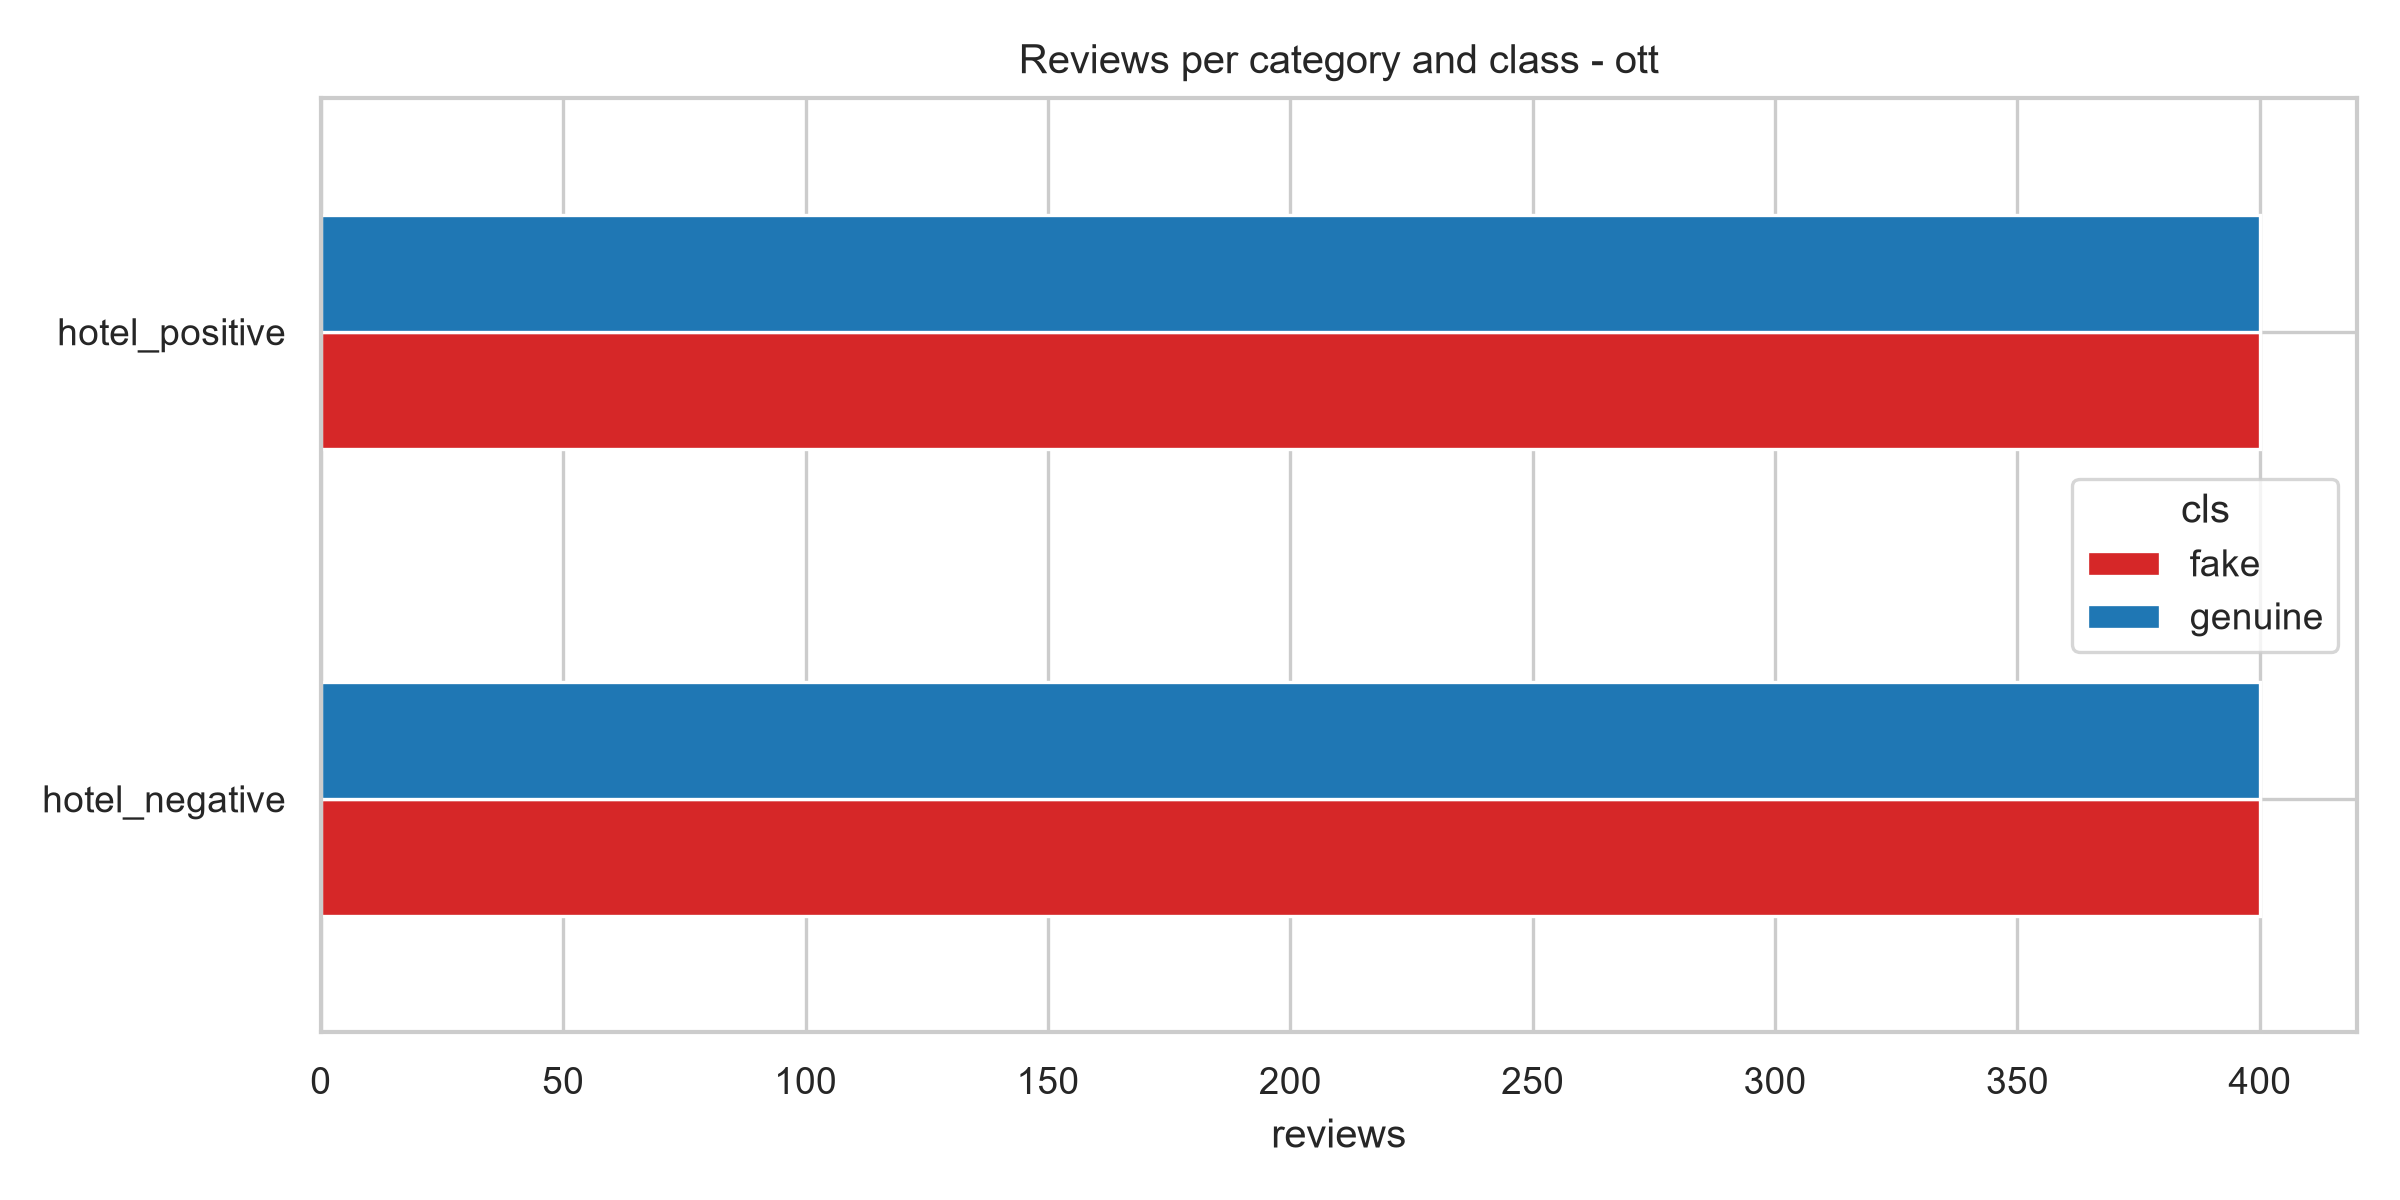 Reviews per category and class - ott
hotel_positive
hotel_negative
cls
fake
genuine
0 50 100 150 200 250 300 350 400
reviews